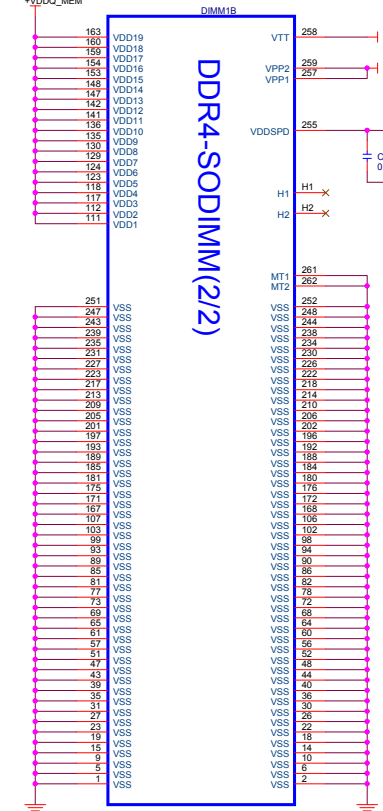 +VDDQ_MEM
DIMM1B
DDR4-SODIMM(2/2)
163 VDD19
160 VDD18
159 VDD17
154 VDD16
153 VDD15
148 VDD14
147 VDD13
142 VDD12
141 VDD11
136 VDD10
135 VDD9
130 VDD8
129 VDD7
124 VDD6
123 VDD5
118 VDD4
117 VDD3
112 VDD2
111 VDD1
VTT 258
VPP2 259
VPP1 257
VDDSPD 255
C
0
H1 H1
H2 H2
MT1 261
MT2 262
251 VSS VSS 252
247 VSS VSS 248
243 VSS VSS 244
239 VSS VSS 238
235 VSS VSS 234
231 VSS VSS 230
227 VSS VSS 226
223 VSS VSS 222
217 VSS VSS 218
213 VSS VSS 214
209 VSS VSS 210
205 VSS VSS 206
201 VSS VSS 202
197 VSS VSS 196
193 VSS VSS 192
189 VSS VSS 188
185 VSS VSS 184
181 VSS VSS 180
175 VSS VSS 176
171 VSS VSS 172
167 VSS VSS 168
107 VSS VSS 106
103 VSS VSS 102
99 VSS VSS 98
93 VSS VSS 94
89 VSS VSS 90
85 VSS VSS 86
81 VSS VSS 82
77 VSS VSS 78
73 VSS VSS 72
69 VSS VSS 68
65 VSS VSS 64
61 VSS VSS 60
57 VSS VSS 56
51 VSS VSS 52
47 VSS VSS 48
43 VSS VSS 44
39 VSS VSS 40
35 VSS VSS 36
31 VSS VSS 30
27 VSS VSS 26
23 VSS VSS 22
19 VSS VSS 18
15 VSS VSS 14
9 VSS VSS 10
5 VSS VSS 6
1 VSS VSS 2